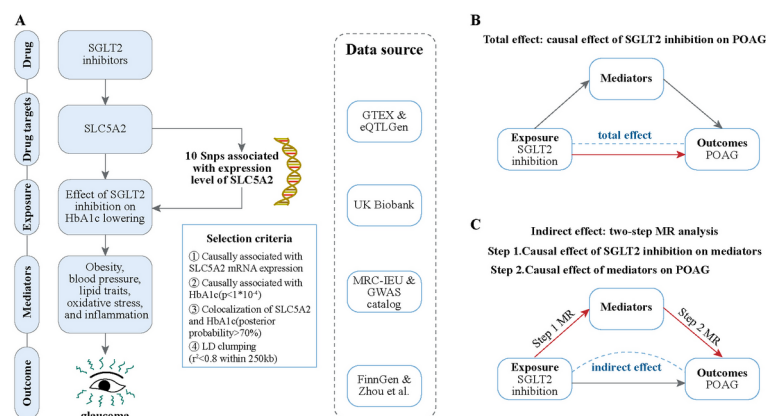 A
Drug
Drug targets
Exposure
Mediators
Outcome
SGLT2
inhibitors
SLC5A2
10 Snps associated
with expression
level of SLC5A2
Effect of SGLT2
inhibition on
HbA1c lowering
Obesity,
blood pressure,
lipid traits,
oxidative stress,
and inflammation
glaucoma
Selection criteria
① Causally associated with
SLC5A2 mRNA expression
② Causally associated with
HbA1c(p<1*10⁻⁴)
③ Colocalization of SLC5A2
and HbA1c(posterior
probability>70%)
④ LD clumping
(r²<0.8 within 250kb)
Data source
GTEX &
eQTLGen
UK Biobank
MRC-IEU &
GWAS
catalog
FinnGen &
Zhou et al.
B
Total effect: causal effect of SGLT2 inhibition on POAG
Mediators
Exposure
SGLT2
inhibition
total effect
Outcomes
POAG
C
Indirect effect: two-step MR analysis
Step 1.Causal effect of SGLT2 inhibition on mediators
Step 2.Causal effect of mediators on POAG
Mediators
Step 1 MR
Step 2 MR
Exposure
SGLT2
inhibition
indirect effect
Outcomes
POAG